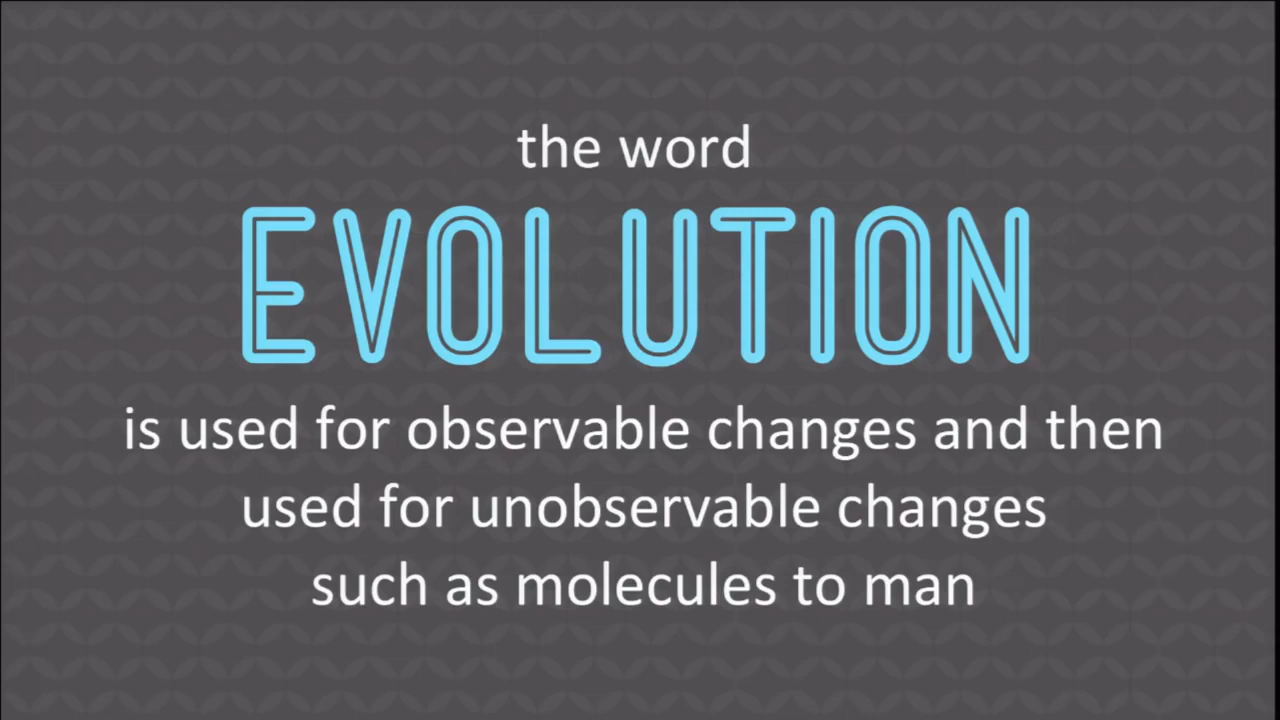 the word
EVOLUTION
is used for observable changes and then
used for unobservable changes
such as molecules to man